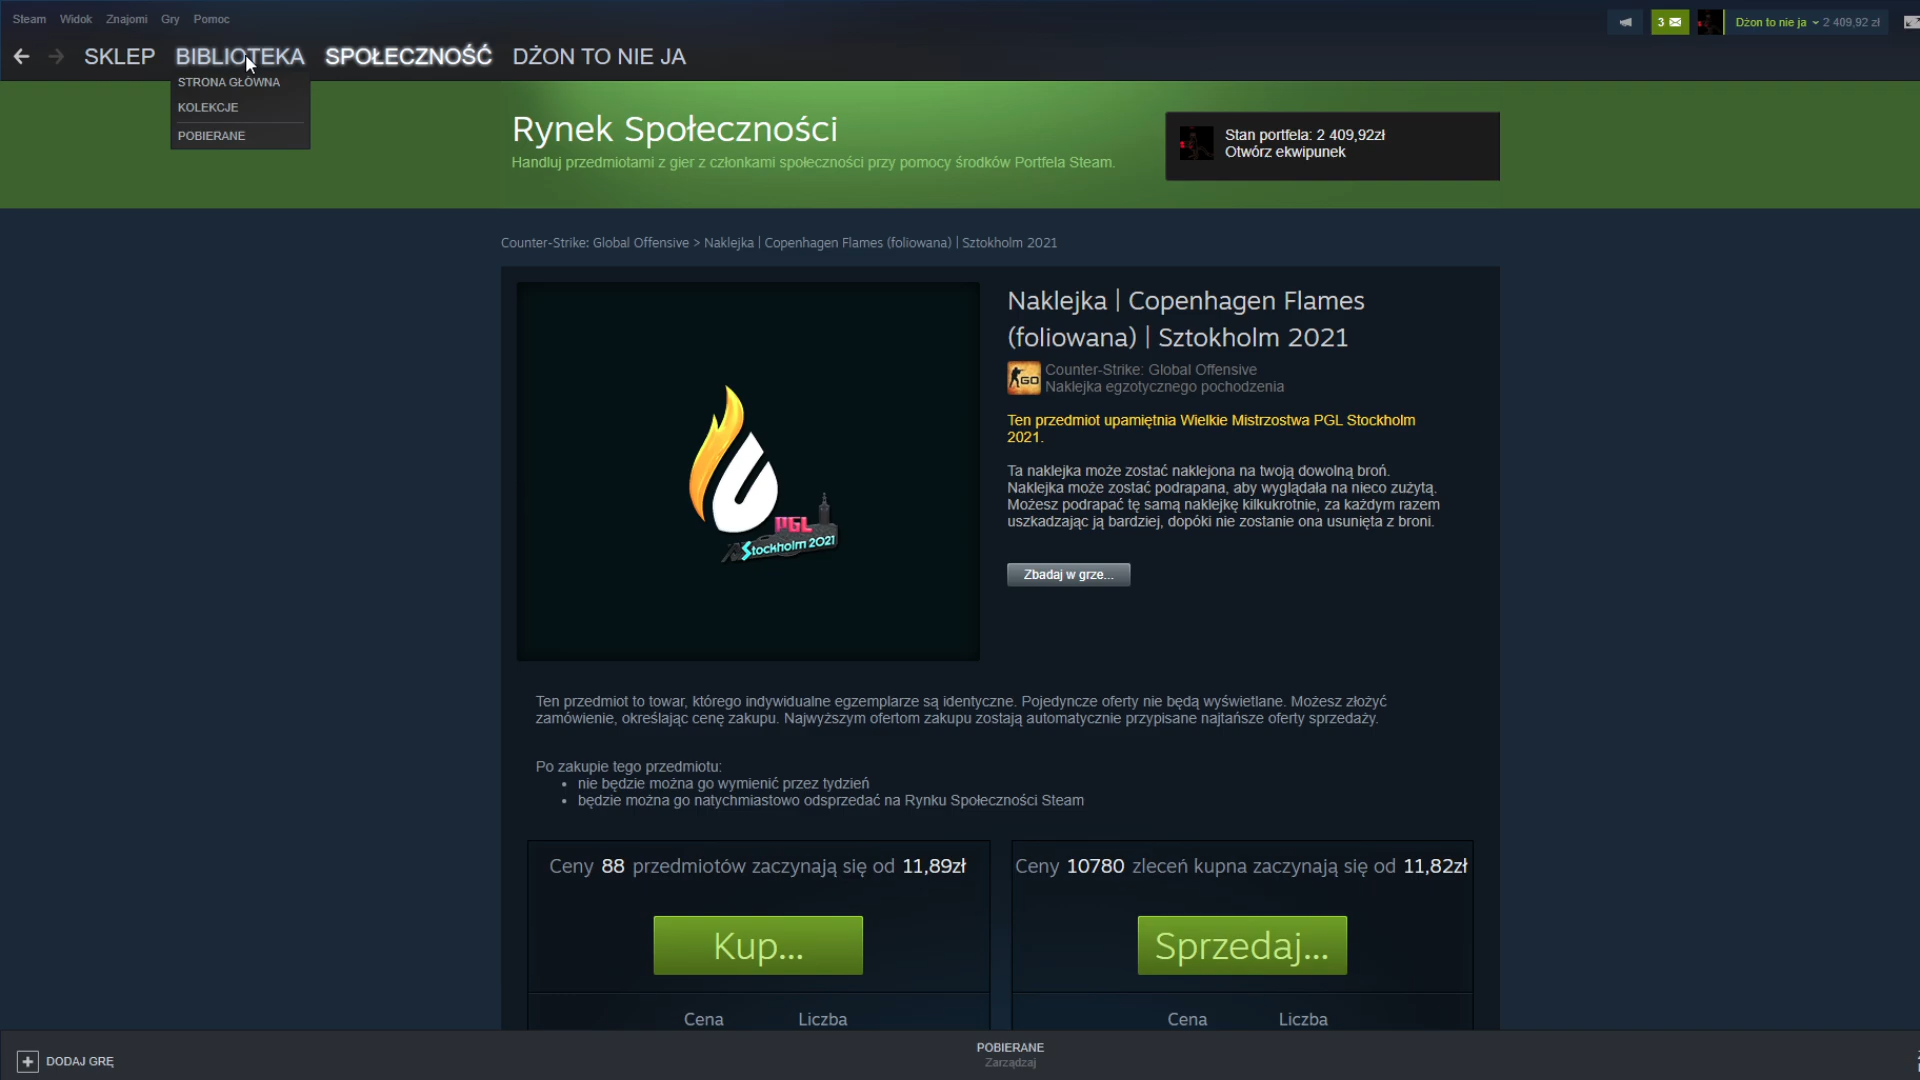 Steam Widok Znajomi Gry Pomoc
3
Dżon to nie ja 2 409,92 zł
SKLEP BIBLIOTEKA SPOŁECZNOŚĆ DŻON TO NIE JA
STRONA GŁÓWNA
KOLEKCJE
POBIERANE
Rynek Społeczności
Handluj przedmiotami z gier z członkami społeczności przy pomocy środków Portfela Steam.
Stan portfela: 2 409,92zł
Otwórz ekwipunek
Counter-Strike: Global Offensive > Naklejka | Copenhagen Flames (foliowana) | Sztokholm 2021
PGL
Stockholm 2021
Naklejka | Copenhagen Flames
(foliowana) | Sztokholm 2021
GO
Counter-Strike: Global Offensive
Naklejka egzotycznego pochodzenia
Ten przedmiot upamiętnia Wielkie Mistrzostwa PGL Stockholm
2021.
Ta naklejka może zostać naklejona na twoją dowolną broń.
Naklejka może zostać podrapana, aby wyglądała na nieco zużytą.
Możesz podrapać tę samą naklejkę kilkukrotnie, za każdym razem
uszkadzając ją bardziej, dopóki nie zostanie ona usunięta z broni.
Zbadaj w grze...
Ten przedmiot to towar, którego indywidualne egzemplarze są identyczne. Pojedyncze oferty nie będą wyświetlane. Możesz złożyć
zamówienie, określając cenę zakupu. Najwyższym ofertom zakupu zostają automatycznie przypisane najtańsze oferty sprzedaży.
Po zakupie tego przedmiotu:
• nie będzie można go wymienić przez tydzień
• będzie można go natychmiastowo odsprzedać na Rynku Społeczności Steam
Ceny 88 przedmiotów zaczynają się od 11,89zł
Kup...
Cena Liczba
Ceny 10780 zleceń kupna zaczynają się od 11,82zł
Sprzedaj...
Cena Liczba
DODAJ GRĘ
POBIERANE
Zarządzaj